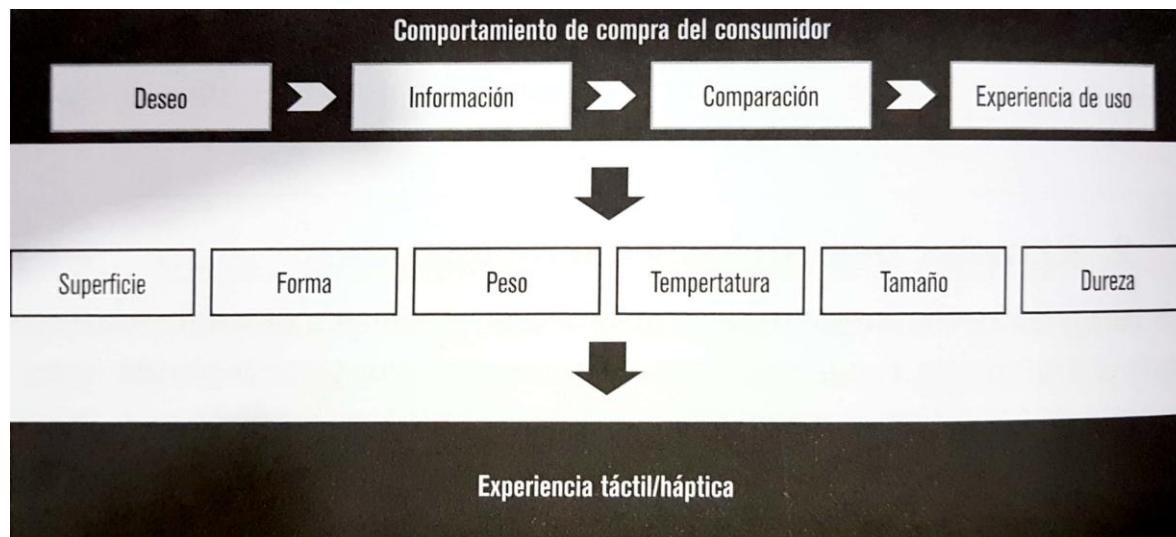 Comportamiento de compra del consumidor
Deseo
Información
Comparación
Experiencia de uso
Superficie
Forma
Peso
Tempertatura
Tamaño
Dureza
Experiencia táctil/háptica